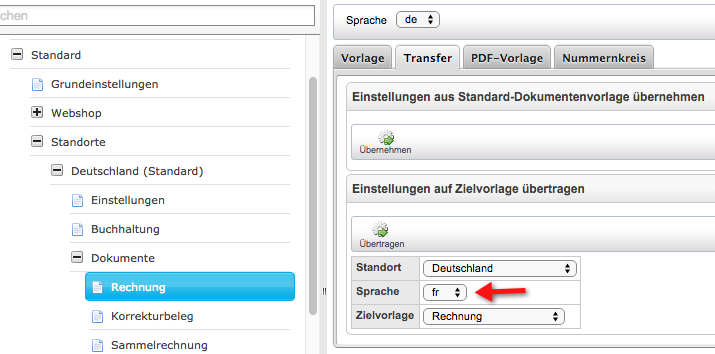 chen
Standard
Grundeinstellungen
Webshop
Standorte
Deutschland (Standard)
Einstellungen
Buchhaltung
Dokumente
Rechnung
Korrekturbeleg
Sammelrechnung
Sprache de
Vorlage Transfer PDF-Vorlage Nummernkreis
Einstellungen aus Standard-Dokumentenvorlage übernehmen
Übernehmen
Einstellungen auf Zielvorlage übertragen
Übertragen
Standort Deutschland
Sprache fr
Zielvorlage Rechnung